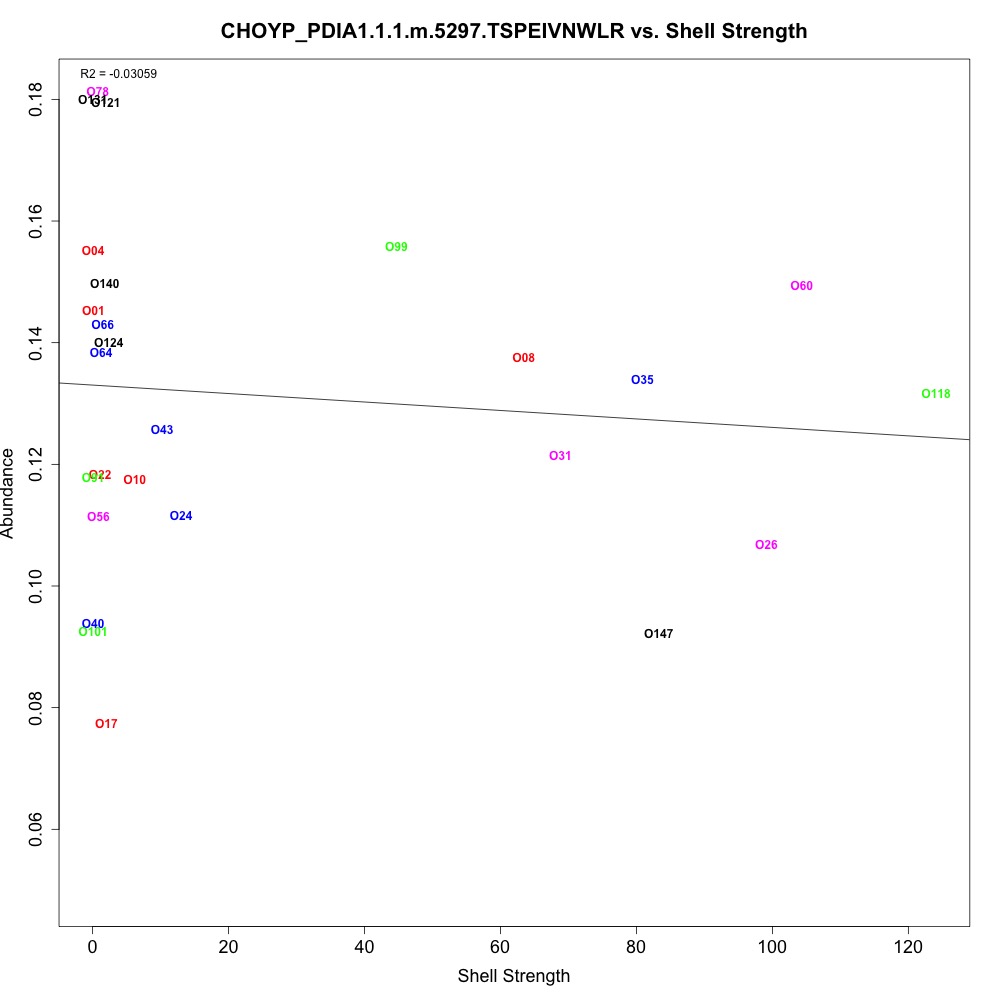 CHOYP_PDIA1.1.1.m.5297.TSPEIVNWLR vs. Shell Strength
R2 = -0.03059
O78
O131
O121
O04
O99
O140
O60
O01
O66
O124
O64
O08
O35
O118
O43
O31
O22
O10
O56
O24
O26
O40
O101
O147
O17
0.18
0.16
0.14
0.12
0.10
0.08
0.06
Abundance
0 20 40 60 80 100 120
Shell Strength